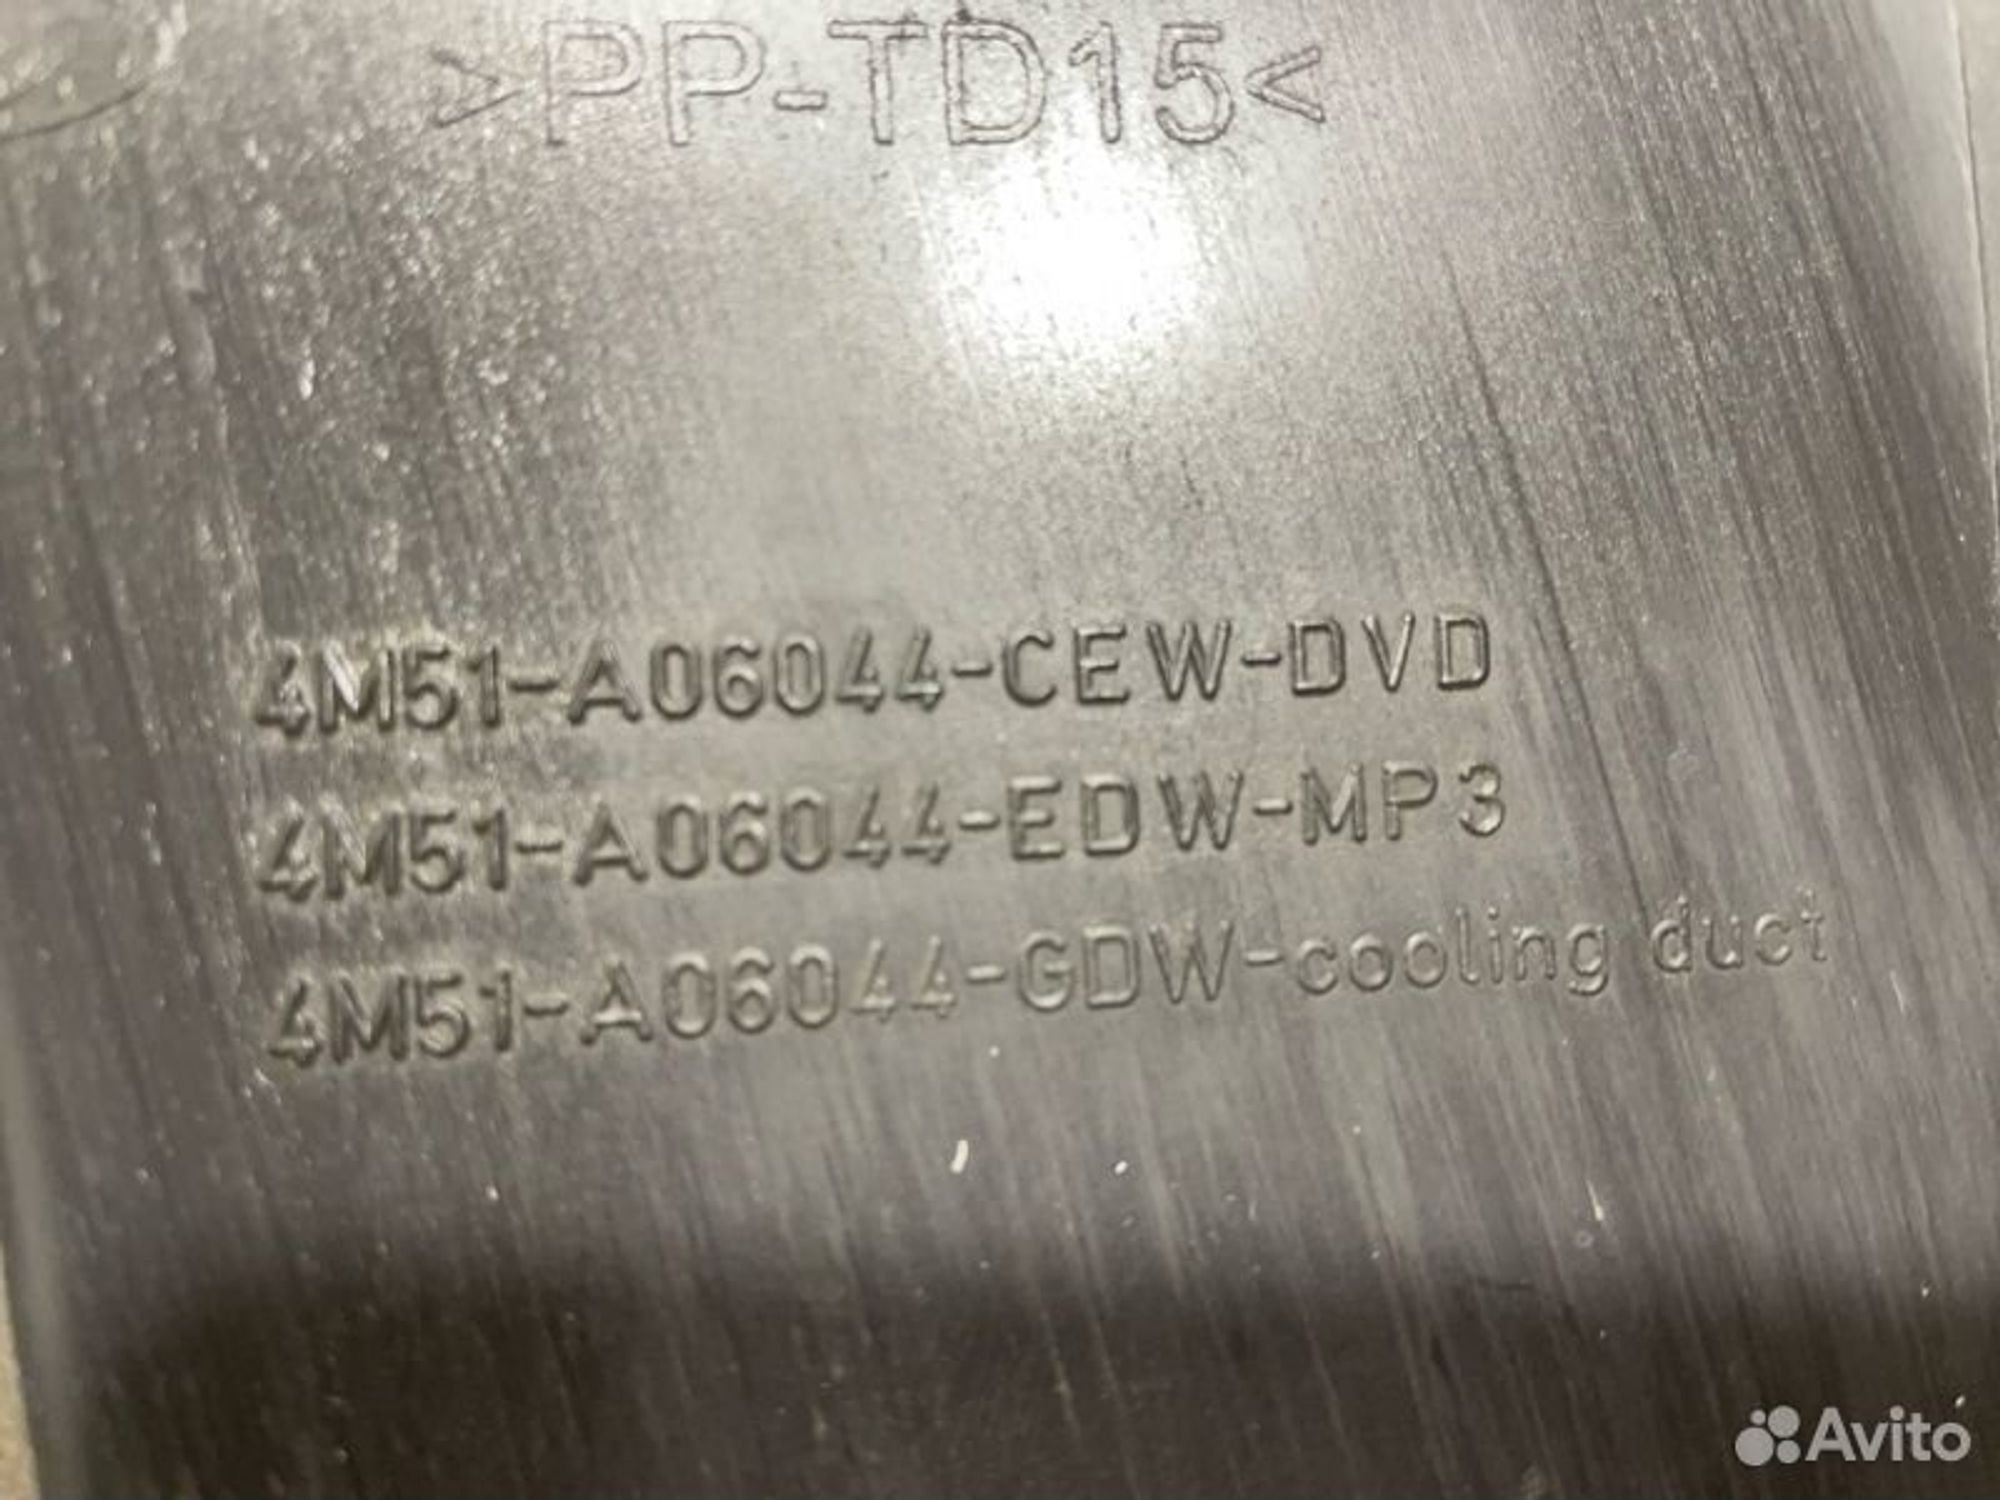 >PP-TD15<
4M51-A06044-CEW-DVD
4M51-A06044-EDW-MP3
4M51-A06044-GDW-cooling duct
Avito